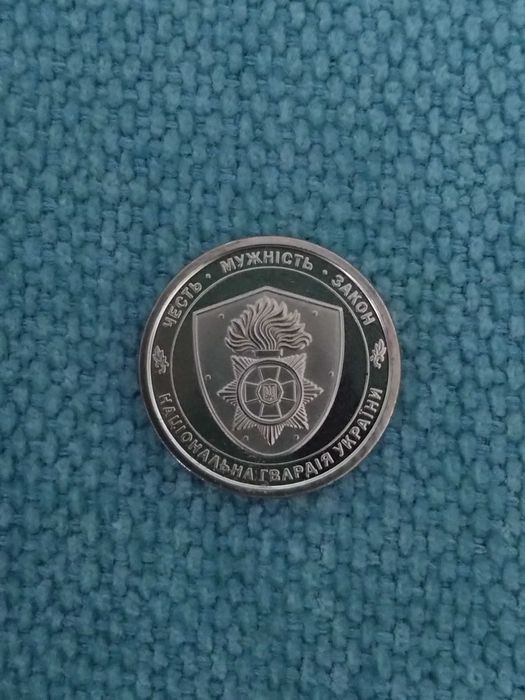 ЧЕСТЬ · МУЖНІСТЬ · ЗАКОН
НАЦІОНАЛЬНА ГВАРДІЯ УКРАЇНИ